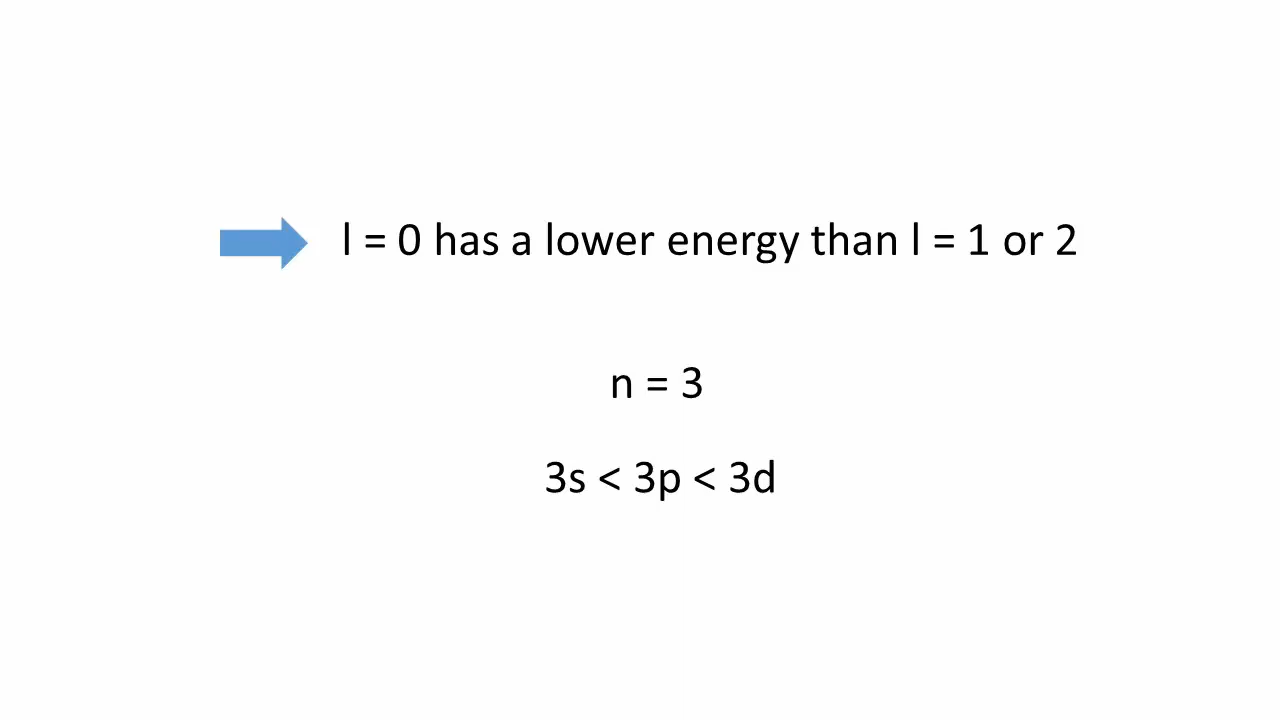 l = 0 has a lower energy than l = 1 or 2
n = 3
3s < 3p < 3d